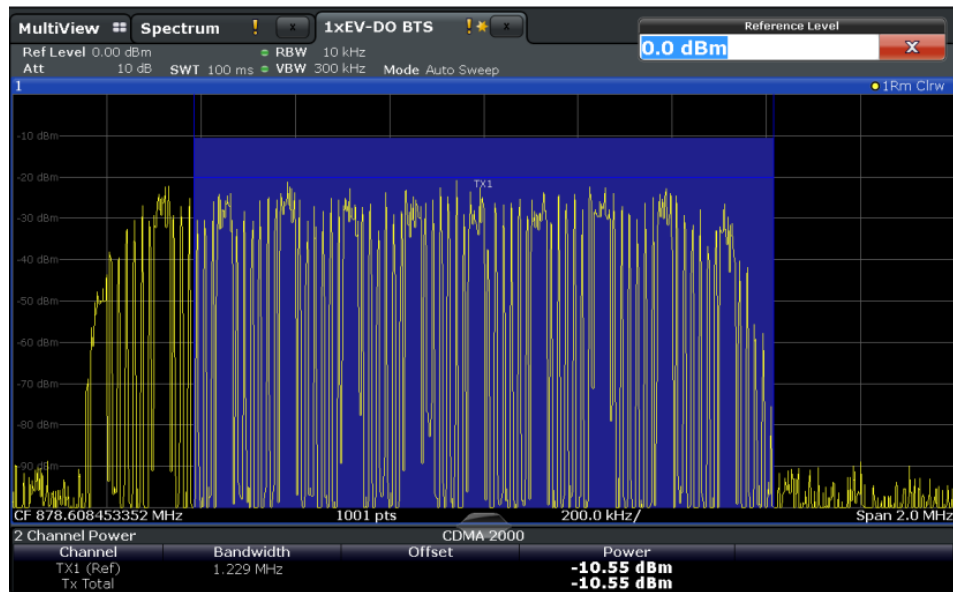 MultiView Spectrum ! x 1xEV-DO BTS ! x
Reference Level
0.0 dBm X
Ref Level 0.00 dBm RBW 10 kHz
Att 10 dB SWT 100 ms VBW 300 kHz Mode Auto Sweep
1 1Rm Clrw
-10 dBm
-20 dBm
TX1
-30 dBm
-40 dBm
-50 dBm
-60 dBm
-70 dBm
-80 dBm
-90 dBm
CF 878.608453352 MHz 1001 pts 200.0 kHz/ Span 2.0 MHz
2 Channel Power CDMA 2000
Channel Bandwidth Offset Power
TX1 (Ref) 1.229 MHz -10.55 dBm
Tx Total -10.55 dBm